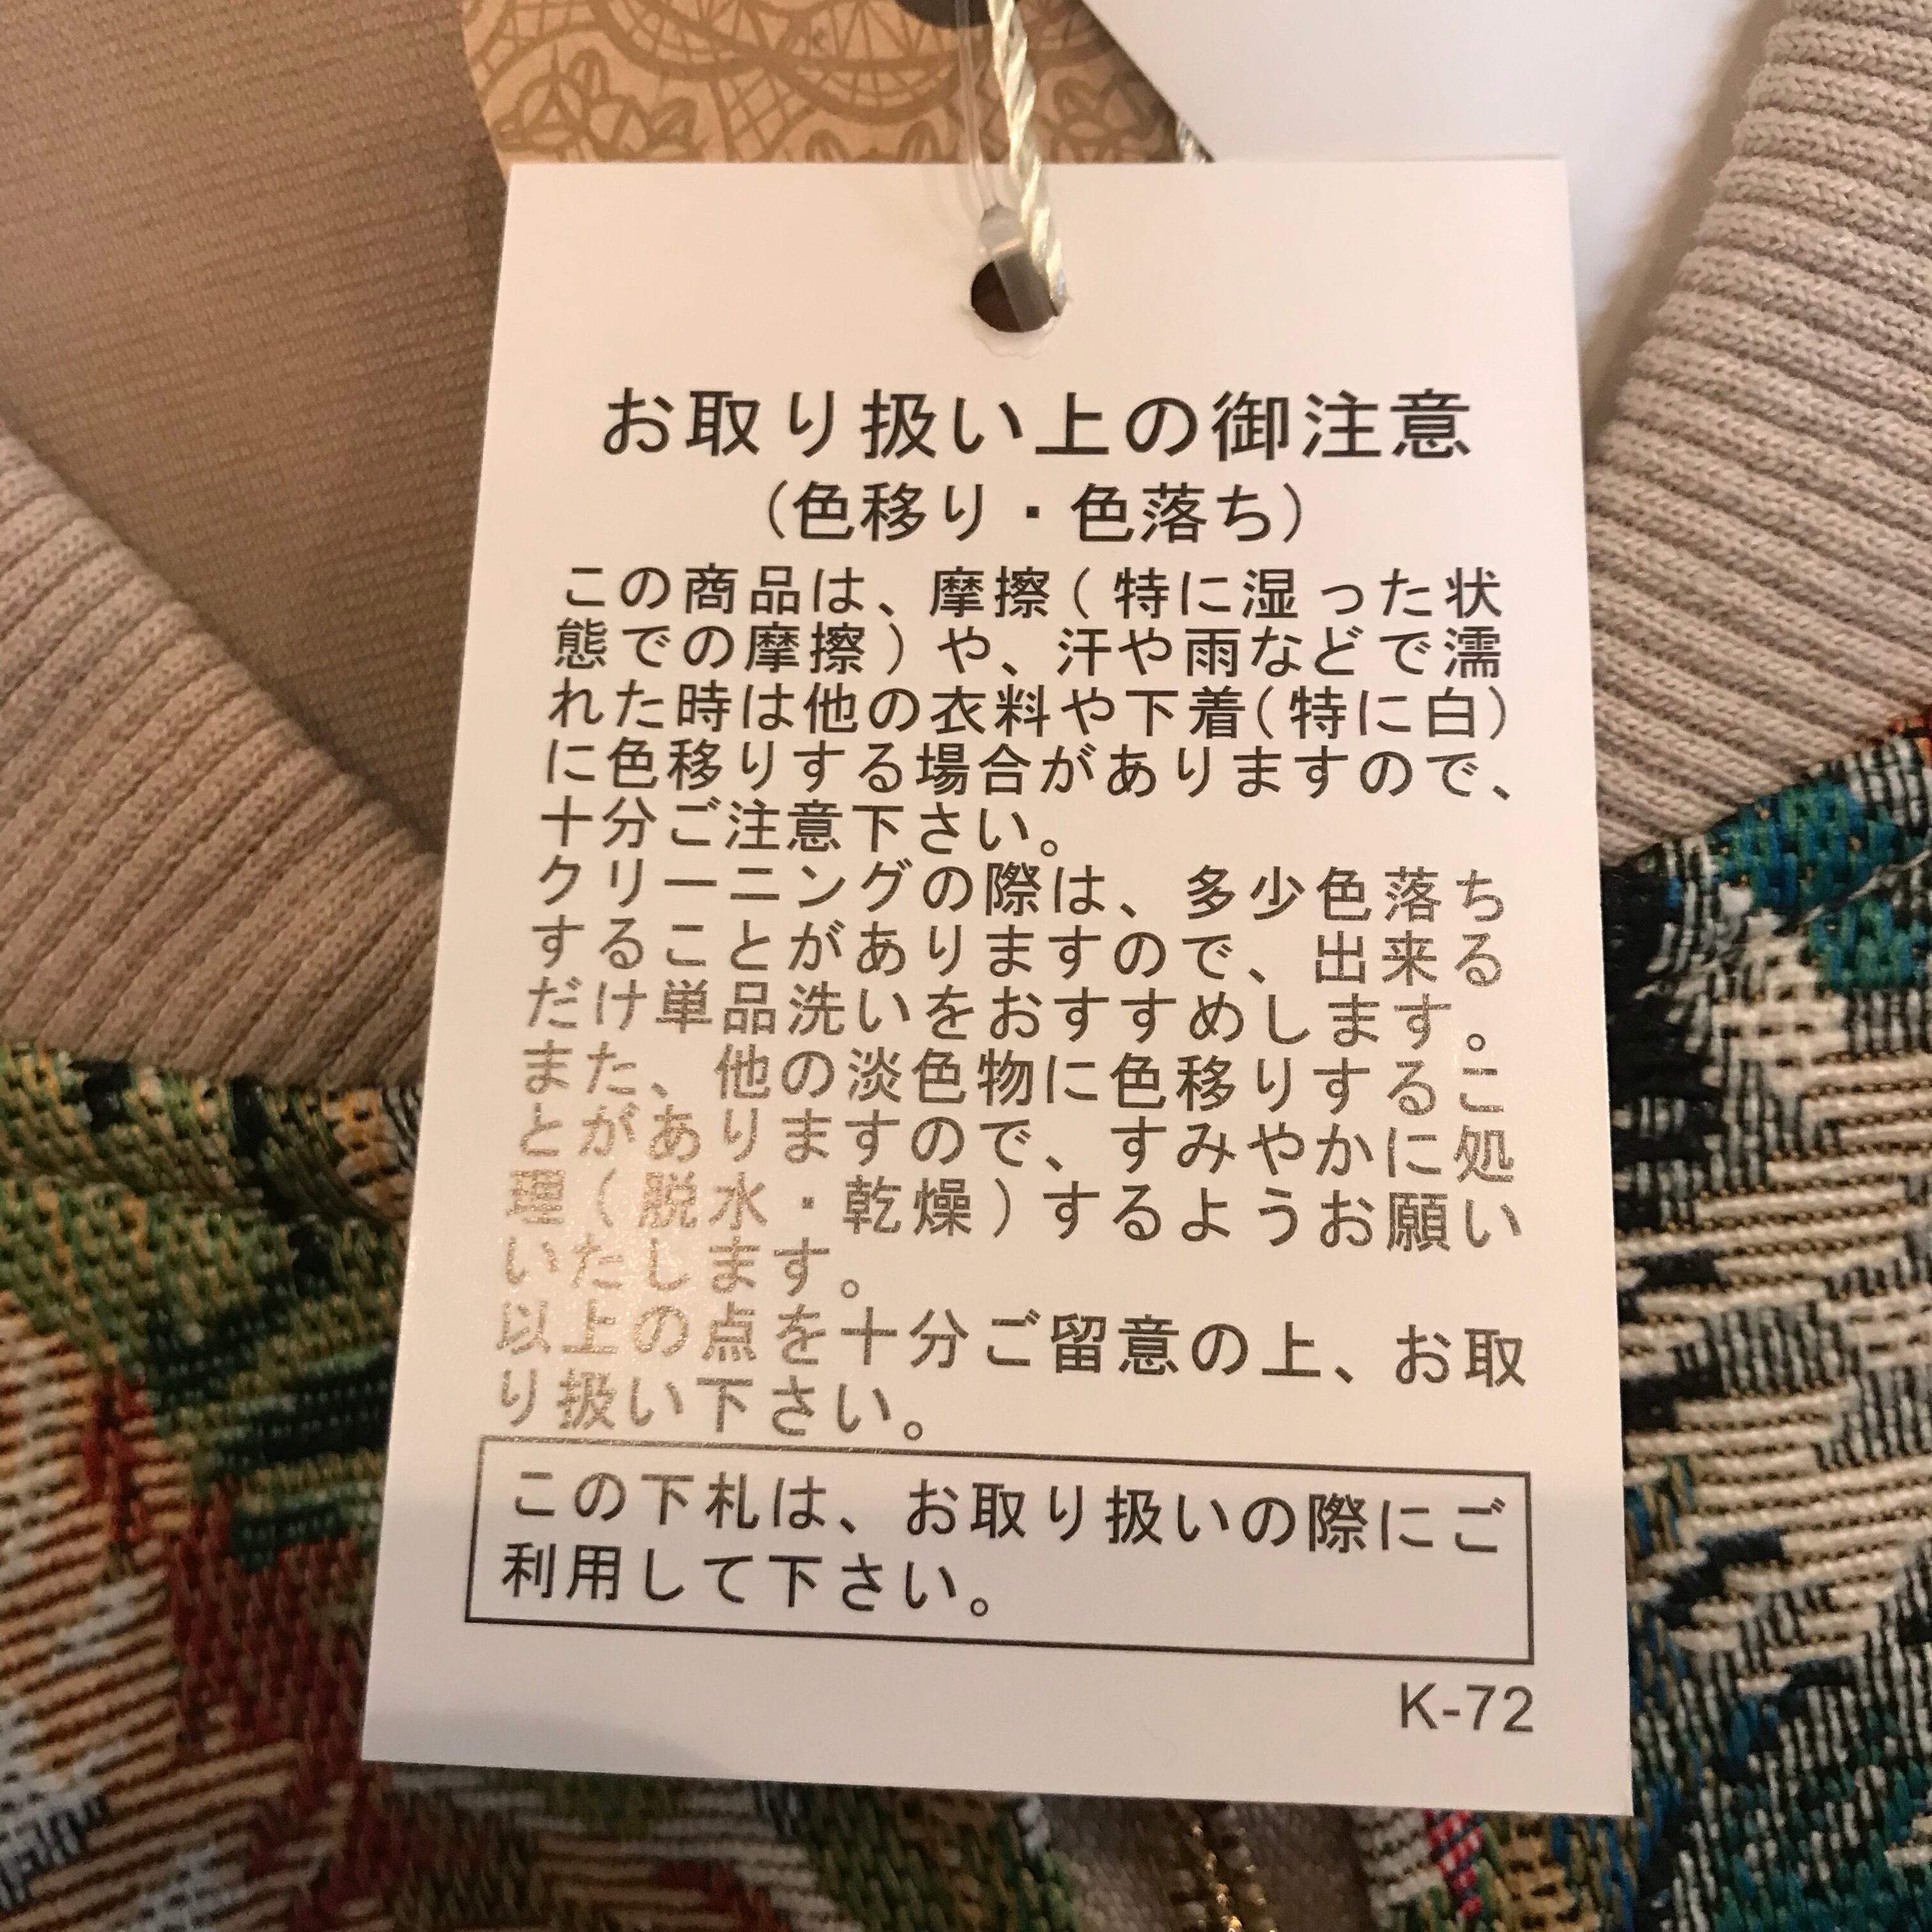 お取り扱い上の御注意
（色移り・色落ち）
この商品は、摩擦（特に湿った状
態での摩擦）や、汗や雨などで濡
れた時は他の衣料や下着（特に白）
に色移りする場合がありますので、
十分ご注意下さい。
クリーニングの際は、多少色落ち
することがありますので、出来る
だけ単品洗いをおすすめします。
また、他の淡色物に色移りするこ
とがありますので、すみやかに処
理（脱水・乾燥）するようお願い
いたします。
以上の点を十分ご留意の上、お取
り扱い下さい。
この下札は、お取り扱いの際にご
利用して下さい。
K-72